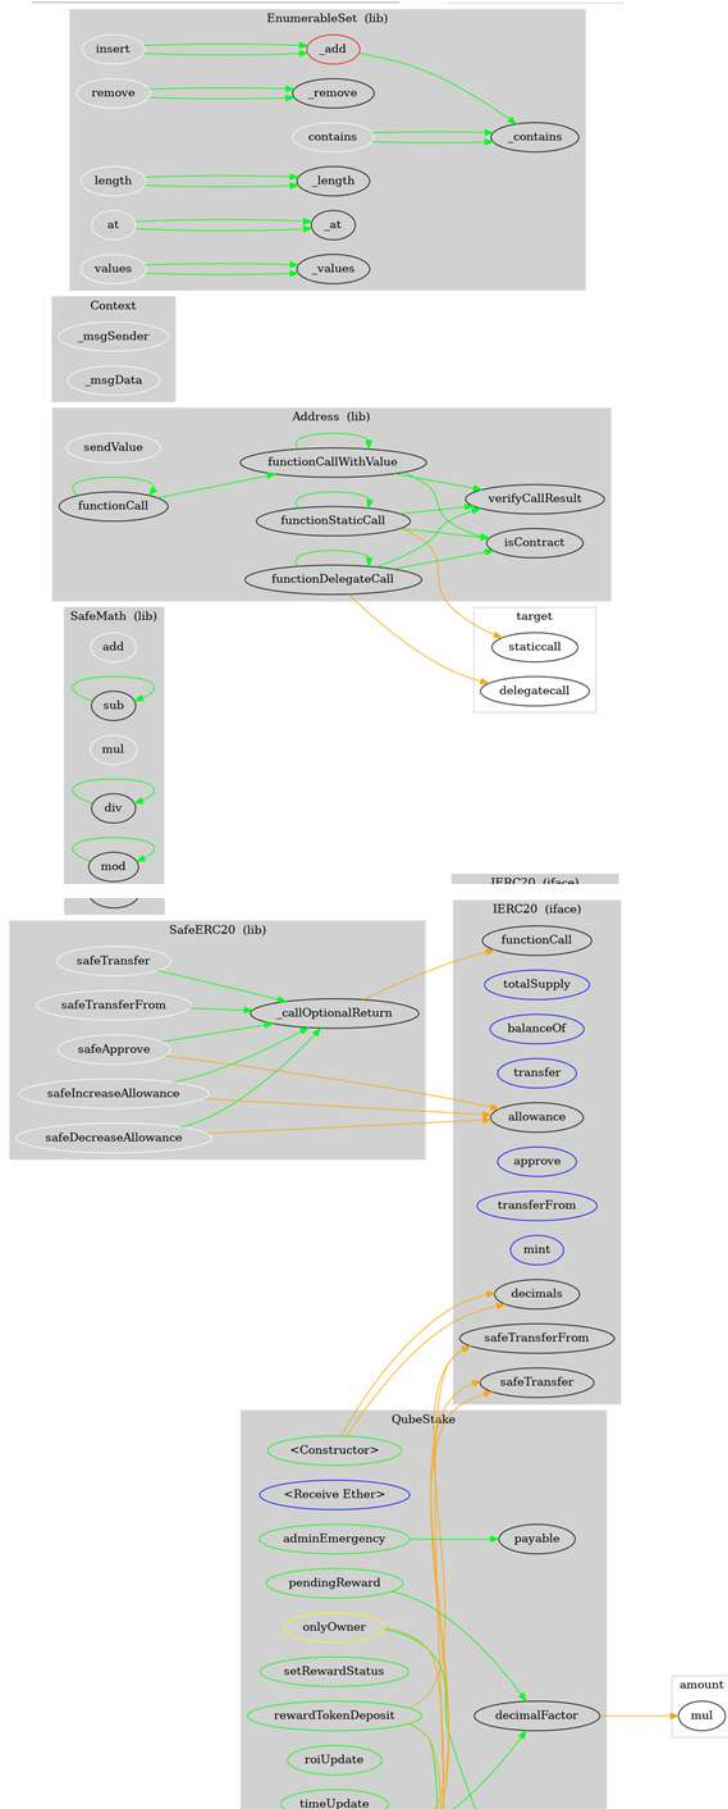 EnumerableSet (lib)
insert
_add
remove
_remove
contains
_contains
length
_length
at
_at
values
_values
Context
_msgSender
_msgData
Address (lib)
sendValue
functionCallWithValue
functionCall
verifyCallResult
functionStaticCall
isContract
functionDelegateCall
SafeMath (lib)
target
add
staticcall
delegatecall
sub
mul
div
mod
IERC20 (iface)
IERC20 (iface)
SafeERC20 (lib)
functionCall
safeTransfer
totalSupply
safeTransferFrom
_callOptionalReturn
balanceOf
safeApprove
transfer
safeIncreaseAllowance
allowance
safeDecreaseAllowance
approve
transferFrom
mint
decimals
safeTransferFrom
safeTransfer
QubeStake
<Constructor>
<Receive Ether>
adminEmergency
payable
pendingReward
onlyOwner
setRewardStatus
amount
rewardTokenDeposit
decimalFactor
mul
roiUpdate
timeUpdate